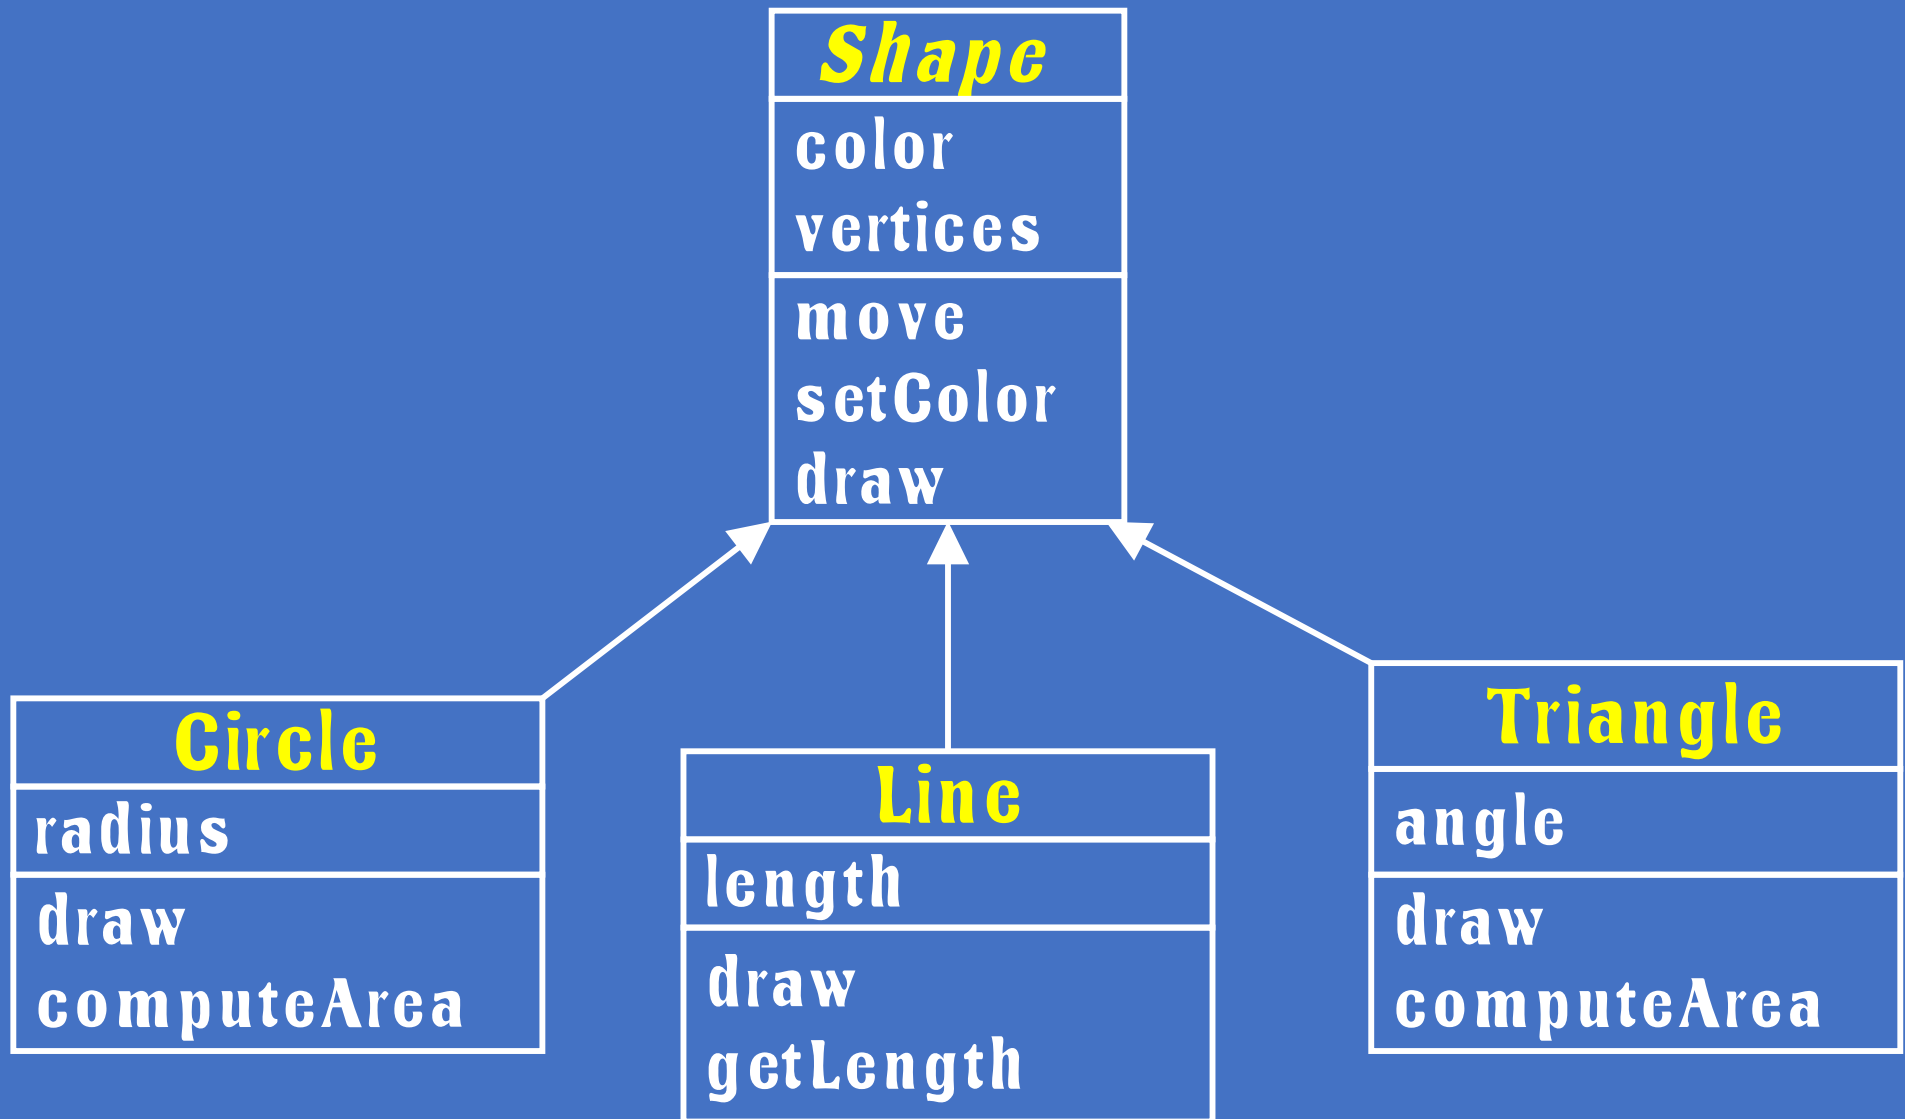 Shape
color
vertices
move
setColor
draw
Circle
radius
draw
computeArea
Line
length
draw
getLength
Triangle
angle
draw
computeArea